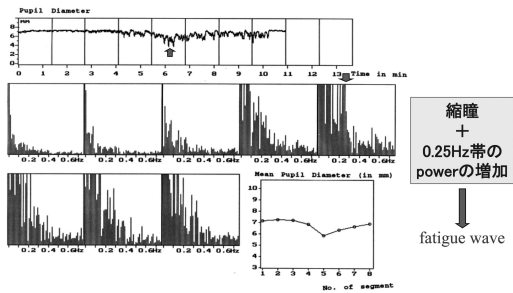 Pupil Diameter
mm
8
6
4
2
0
0 1 2 3 4 5 6 7 8 9 10 11 12 13 Time in min
0.2 0.4 0.6Hz 0.2 0.4 0.6Hz 0.2 0.4 0.6Hz 0.2 0.4 0.6Hz 0.2 0.4 0.6Hz
0.2 0.4 0.6Hz 0.2 0.4 0.6Hz 0.2 0.4 0.6Hz
Mean Pupil Diameter (in mm)
10
9
8
7
6
5
4
3
1 2 3 4 5 6 7 8
No. of segment
縮瞳
+
0.25Hz帯の
powerの増加
fatigue wave